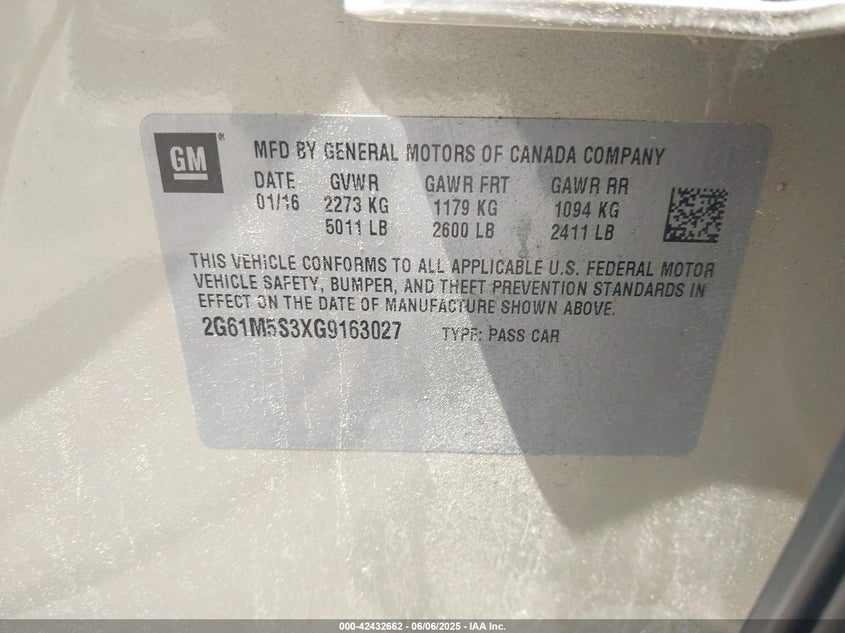 GM®
MFD BY GENERAL MOTORS OF CANADA COMPANY
DATE GVWR GAWR FRT GAWR RR
01/16 2273 KG 1179 KG 1094 KG
5011 LB 2600 LB 2411 LB
THIS VEHICLE CONFORMS TO ALL APPLICABLE U.S. FEDERAL MOTOR
VEHICLE SAFETY, BUMPER, AND THEFT PREVENTION STANDARDS IN
EFFECT ON THE DATE OF MANUFACTURE SHOWN ABOVE.
2G61M5S3XG9163027 TYPE: PASS CAR
000-42432662 - 06/06/2025 - IAA Inc.